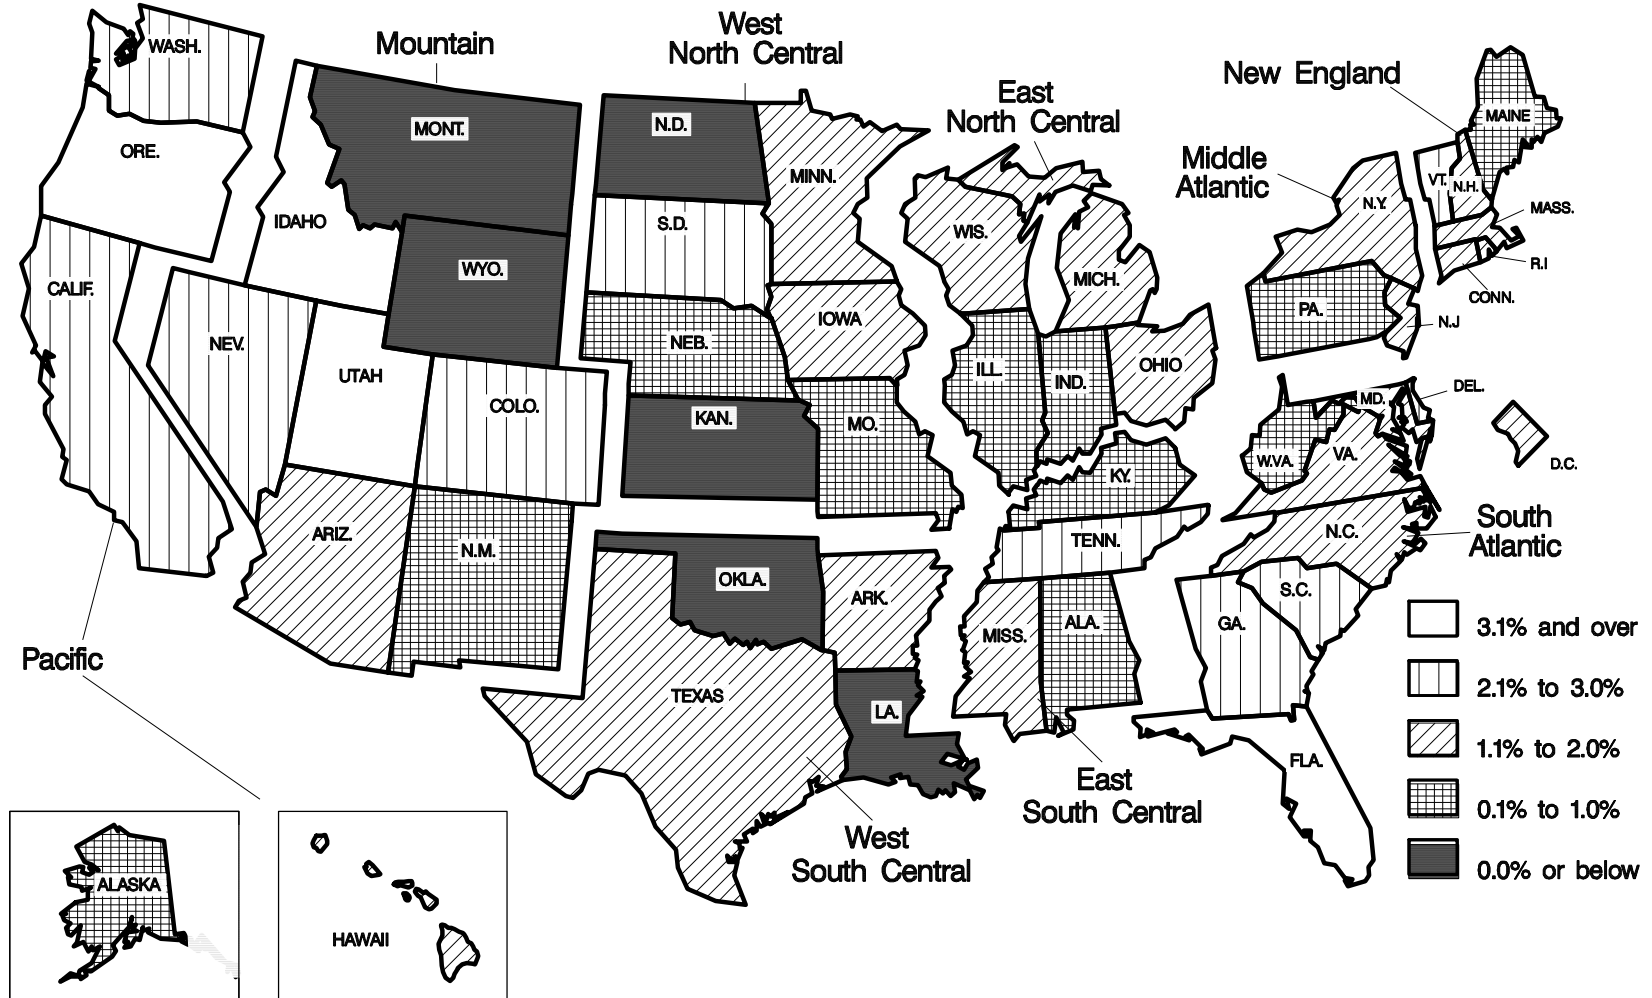 West
North Central
Mountain
New England
East
North Central
Middle
Atlantic
WASH.
ORE.
MONT.
N.D.
MINN.
MAINE
IDAHO
S.D.
WIS.
MICH.
N.Y.
VT.
N.H.
MASS.
R.I
CONN.
N.J
WYO.
CALIF.
NEV.
UTAH
COLO.
NEB.
IOWA
ILL.
IND.
OHIO
PA.
KAN.
MO.
KY.
W.VA.
VA.
MD.
DEL.
D.C.
ARIZ.
N.M.
OKLA.
ARK.
TENN.
N.C.
South
Atlantic
S.C.
GA.
ALA.
MISS.
TEXAS
LA.
FLA.
Pacific
East
South Central
West
South Central
ALASKA
HAWAII
3.1% and over
2.1% to 3.0%
1.1% to 2.0%
0.1% to 1.0%
0.0% or below